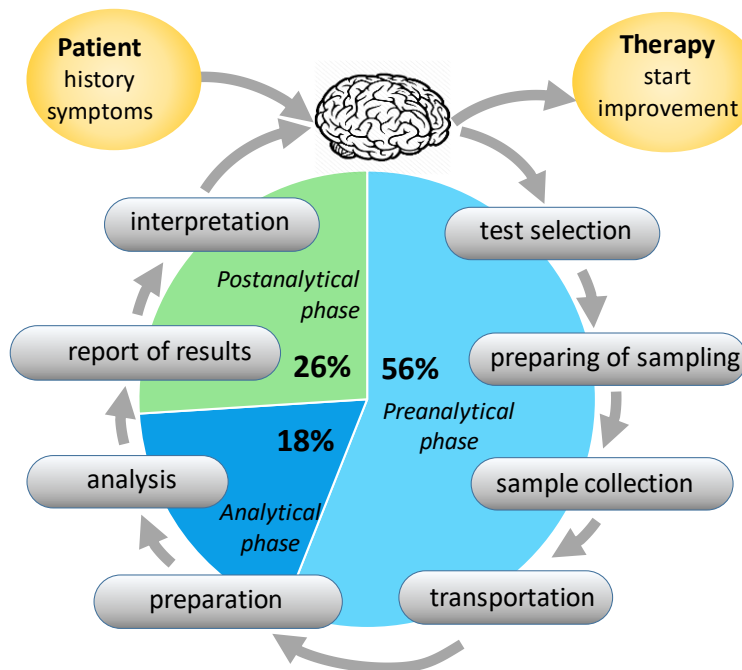 Patient
history
symptoms
Therapy
start
improvement
interpretation
test selection
Postanalytical
phase
report of results
26%
56%
preparing of sampling
Preanalytical
phase
18%
analysis
sample collection
Analytical
phase
preparation
transportation